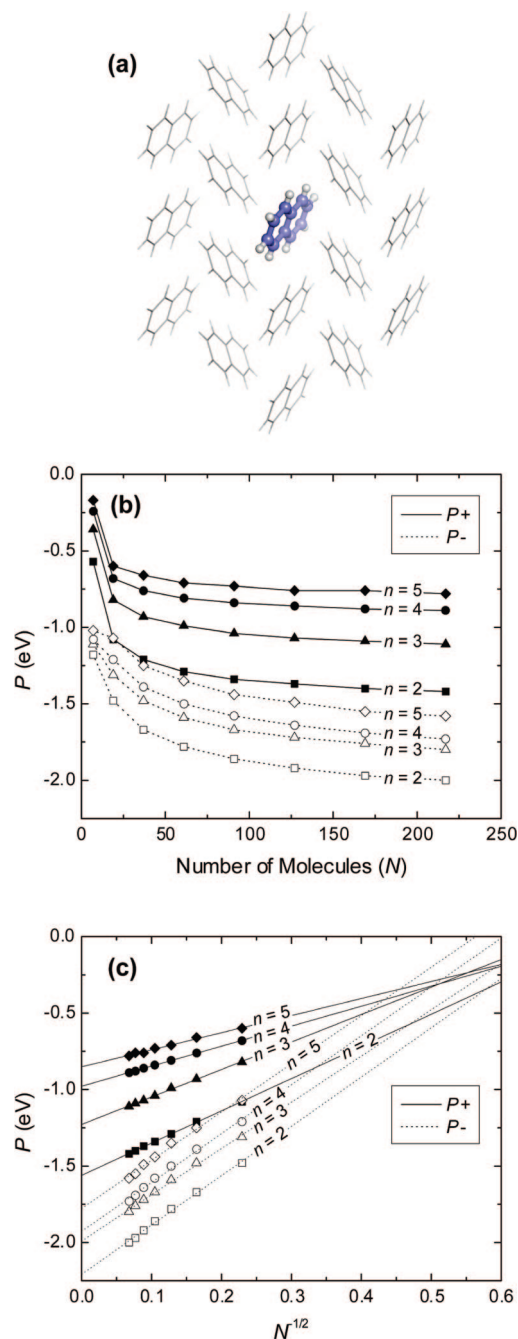 (a)
(b)
P+
P-
n = 5
n = 4
n = 3
n = 2
n = 5
n = 4
n = 3
n = 2
0.0
-0.5
-1.0
-1.5
-2.0
P (eV)
0 50 100 150 200 250
Number of Molecules (N)
(c)
n = 5
n = 4
n = 3
n = 5
n = 2
n = 4
n = 3
n = 2
P+
P-
0.0
-0.5
-1.0
-1.5
-2.0
P (eV)
0.0 0.1 0.2 0.3 0.4 0.5 0.6
N-1/2